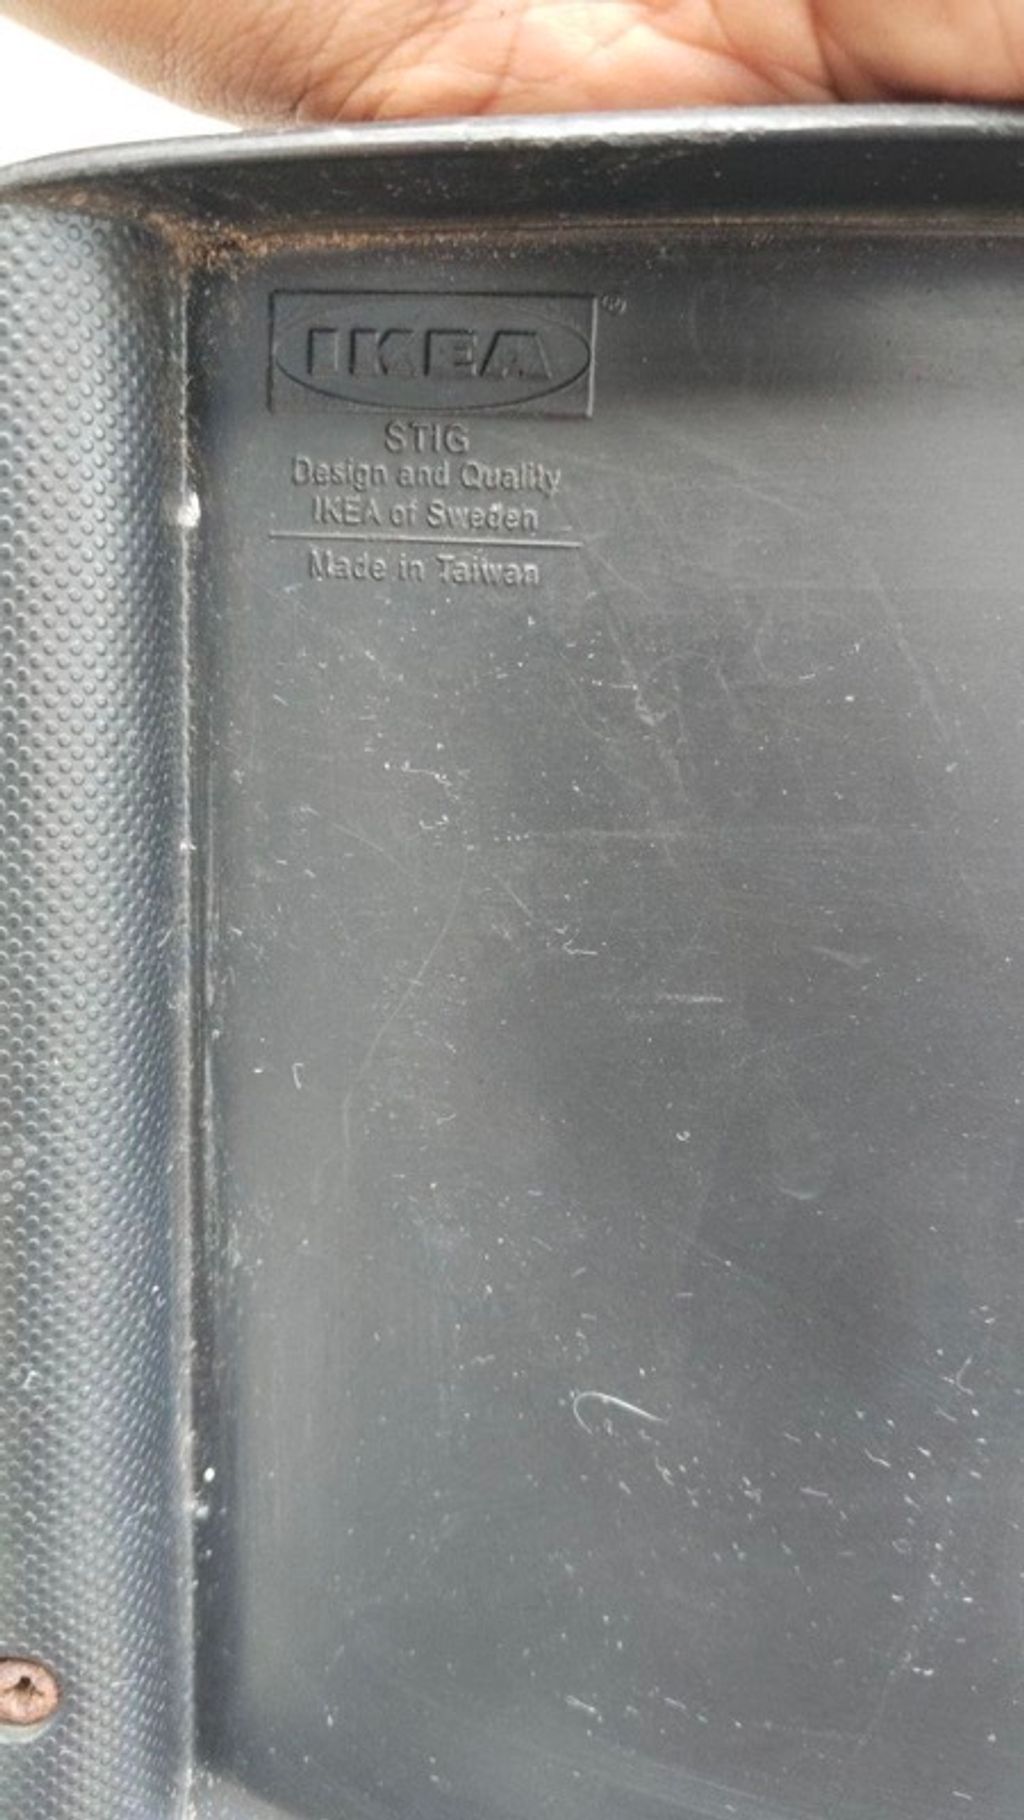 IKEA®
STIG
Design and Quality
IKEA of Sweden
Made in Taiwan